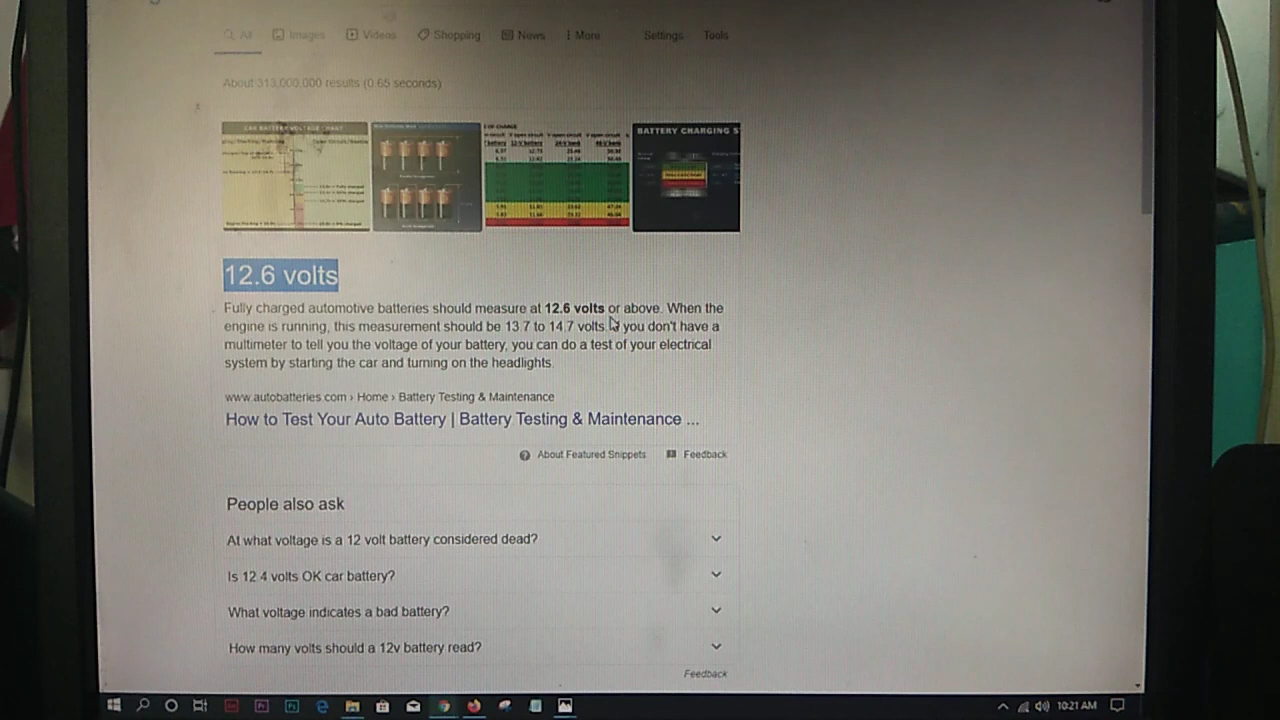 All Images Videos Shopping News More Settings Tools
About 313,000,000 results (0.65 seconds)
CAR BATTERY VOLTAGE CHART
OF CHARGE
BATTERY CHARGING S
12.6 volts
Fully charged automotive batteries should measure at 12.6 volts or above. When the
engine is running, this measurement should be 13.7 to 14.7 volts. you don't have a
multimeter to tell you the voltage of your battery, you can do a test of your electrical
system by starting the car and turning on the headlights.
www.autobatteries.com › Home › Battery Testing & Maintenance
How to Test Your Auto Battery | Battery Testing & Maintenance ...
About Featured Snippets Feedback
People also ask
At what voltage is a 12 volt battery considered dead?
Is 12.4 volts OK car battery?
What voltage indicates a bad battery?
How many volts should a 12v battery read?
Feedback
10:21 AM